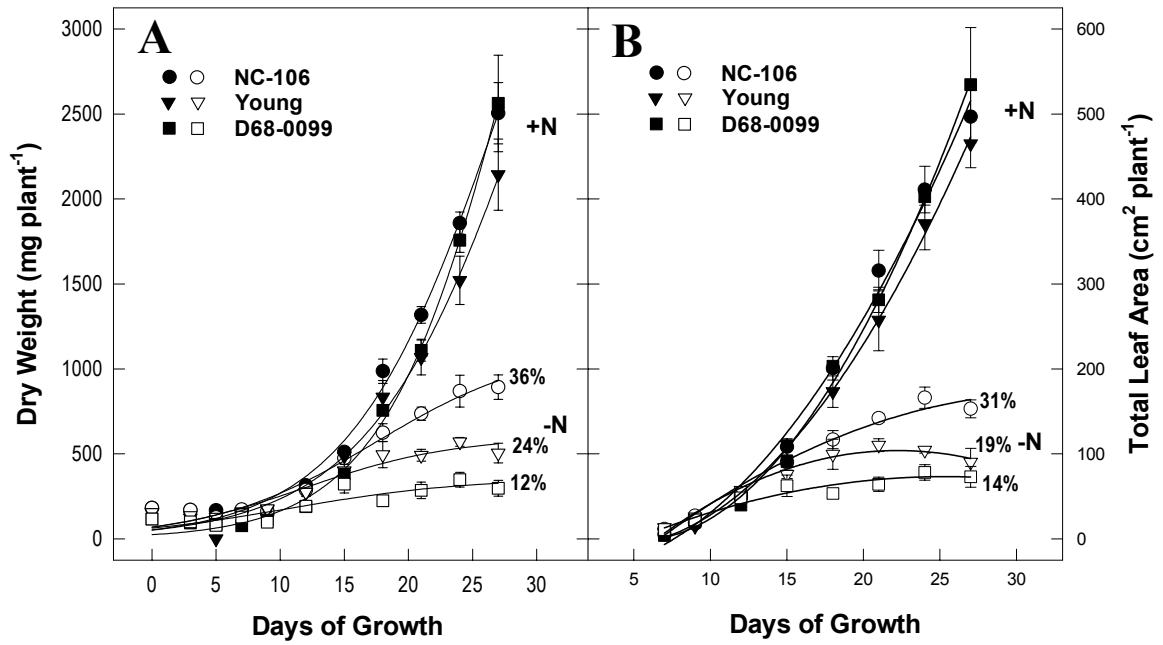 A
NC-106
Young
D68-0099
+N
36%
-N
24%
12%
3000
2500
2000
1500
1000
500
0
Dry Weight (mg plant-1)
0 5 10 15 20 25 30
Days of Growth
B
NC-106
Young
D68-0099
+N
31%
19% -N
14%
600
500
400
300
200
100
0
Total Leaf Area (cm2 plant-1)
5 10 15 20 25 30
Days of Growth